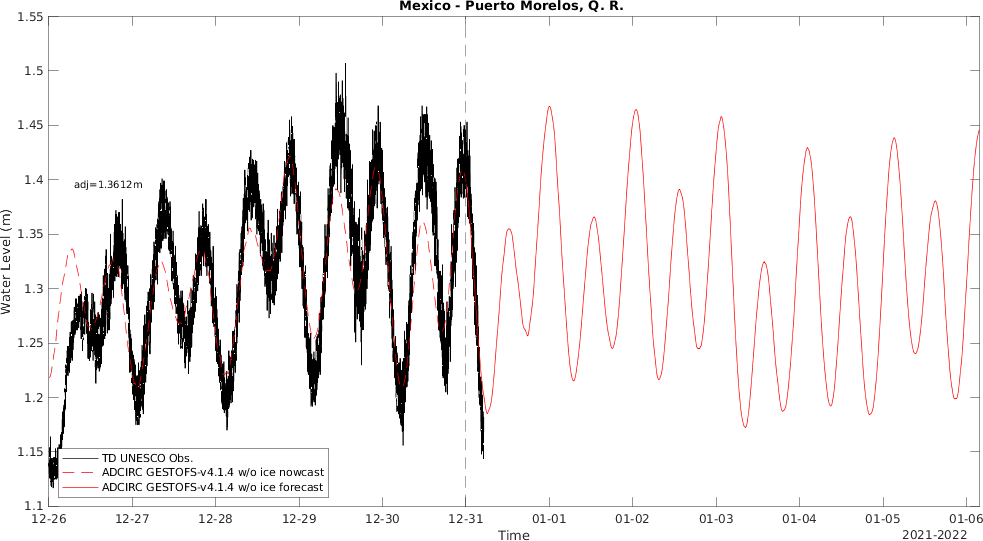 Mexico - Puerto Morelos, Q. R.
1.55
1.5
1.45
1.4
1.35
1.3
1.25
1.2
1.15
1.1
Water Level (m)
adj=1.3612m
TD UNESCO Obs.
ADCIRC GESTOFS-v4.1.4 w/o ice nowcast
ADCIRC GESTOFS-v4.1.4 w/o ice forecast
12-26 12-27 12-28 12-29 12-30 12-31 01-01 01-02 01-03 01-04 01-05 01-06
Time
2021-2022